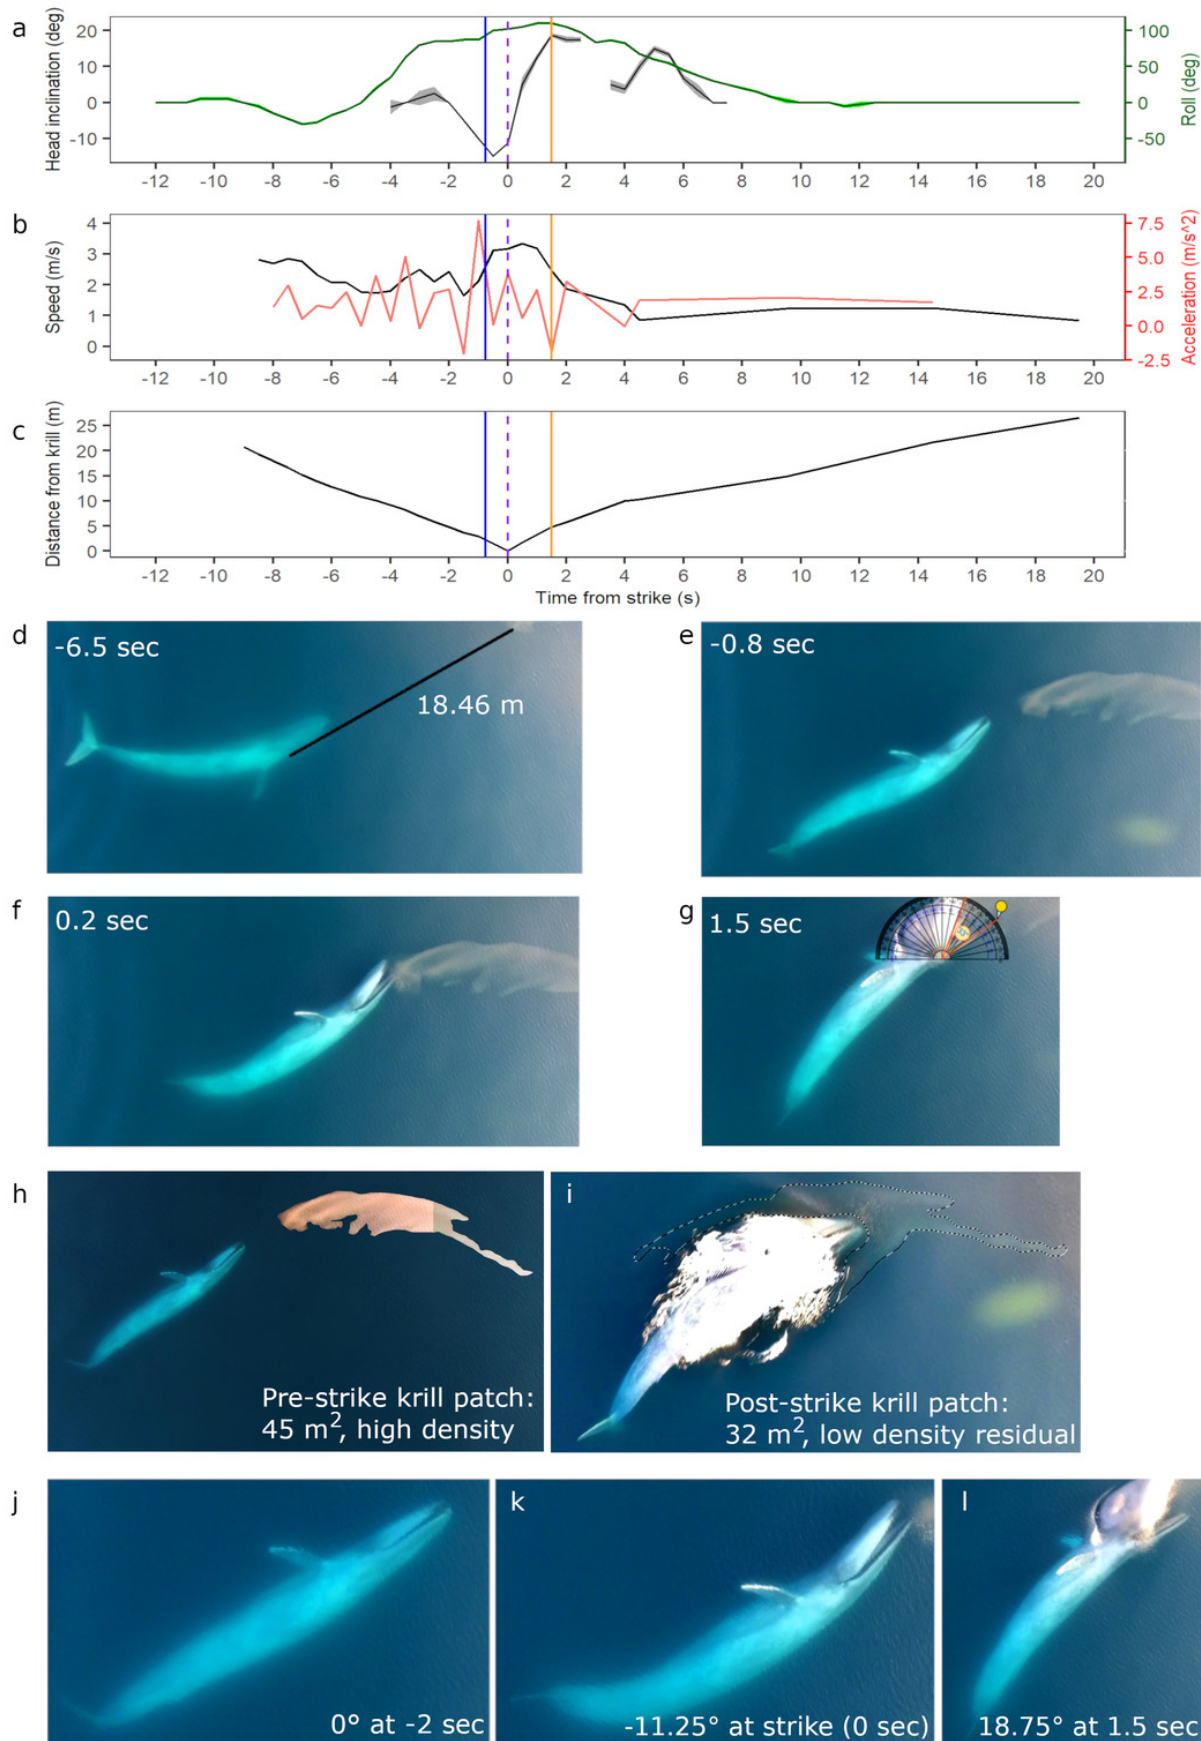 a
Head inclination (deg)
20
10
0
-10
100
50
0
-50
Roll (deg)
-12 -10 -8 -6 -4 -2 0 2 4 6 8 10 12 14 16 18 20
b
Speed (m/s)
4
3
2
1
0
7.5
5.0
2.5
0.0
-2.5
Acceleration (m/s^2)
-12 -10 -8 -6 -4 -2 0 2 4 6 8 10 12 14 16 18 20
c
Distance from krill (m)
25
20
15
10
5
0
-12 -10 -8 -6 -4 -2 0 2 4 6 8 10 12 14 16 18 20
Time from strike (s)
d
-6.5 sec
18.46 m
e
-0.8 sec
f
0.2 sec
g
1.5 sec
h
Pre-strike krill patch:
45 m², high density
i
Post-strike krill patch:
32 m², low density residual
j
0° at -2 sec
k
-11.25° at strike (0 sec)
l
18.75° at 1.5 sec